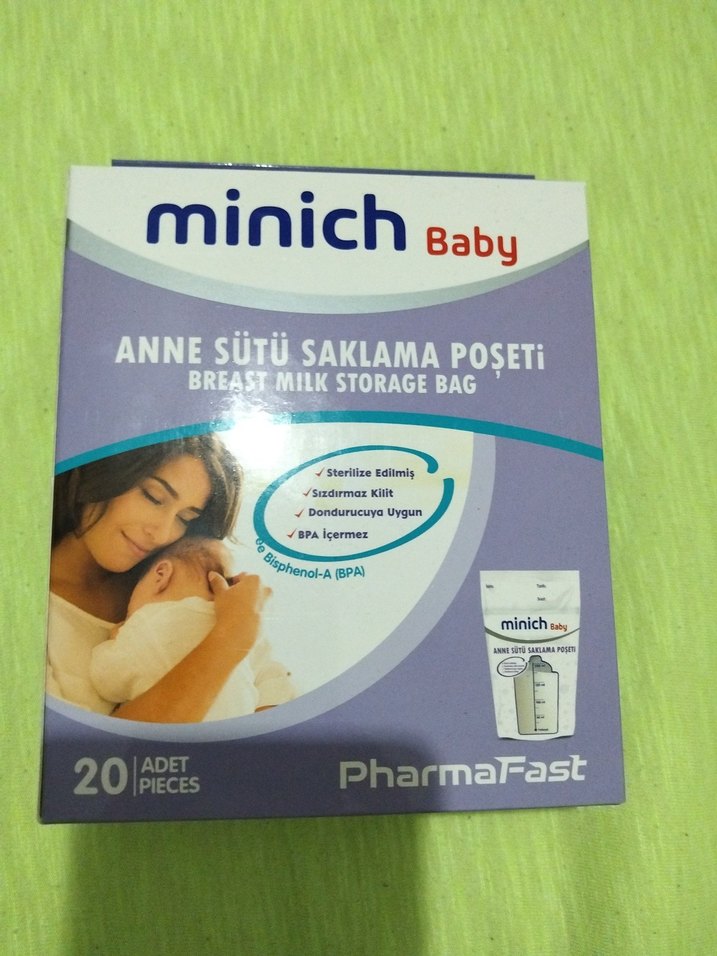 minich Baby
ANNE SÜTÜ SAKLAMA POŞETi
BREAST MILK STORAGE BAG
Sterilize Edilmiş
Sızdırmaz Kilit
Dondurucuya Uygun
BPA İçermez
Bisphenol-A (BPA)
minich Baby
ANNE SÜTÜ SAKLAMA POŞETİ
20 ADET
PIECES
PharmaFast